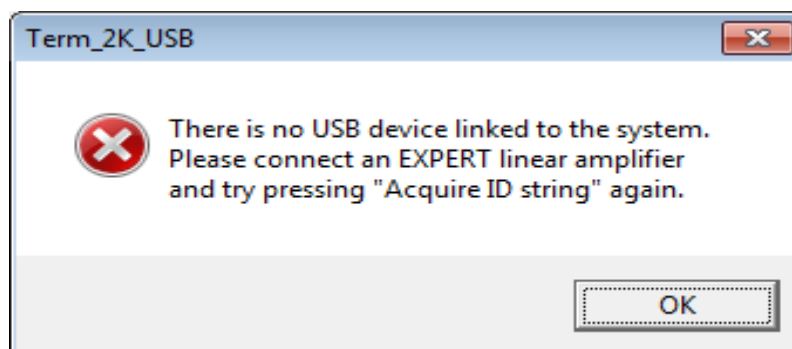 Term_2K_USB
There is no USB device linked to the system.
Please connect an EXPERT linear amplifier
and try pressing "Acquire ID string" again.
OK